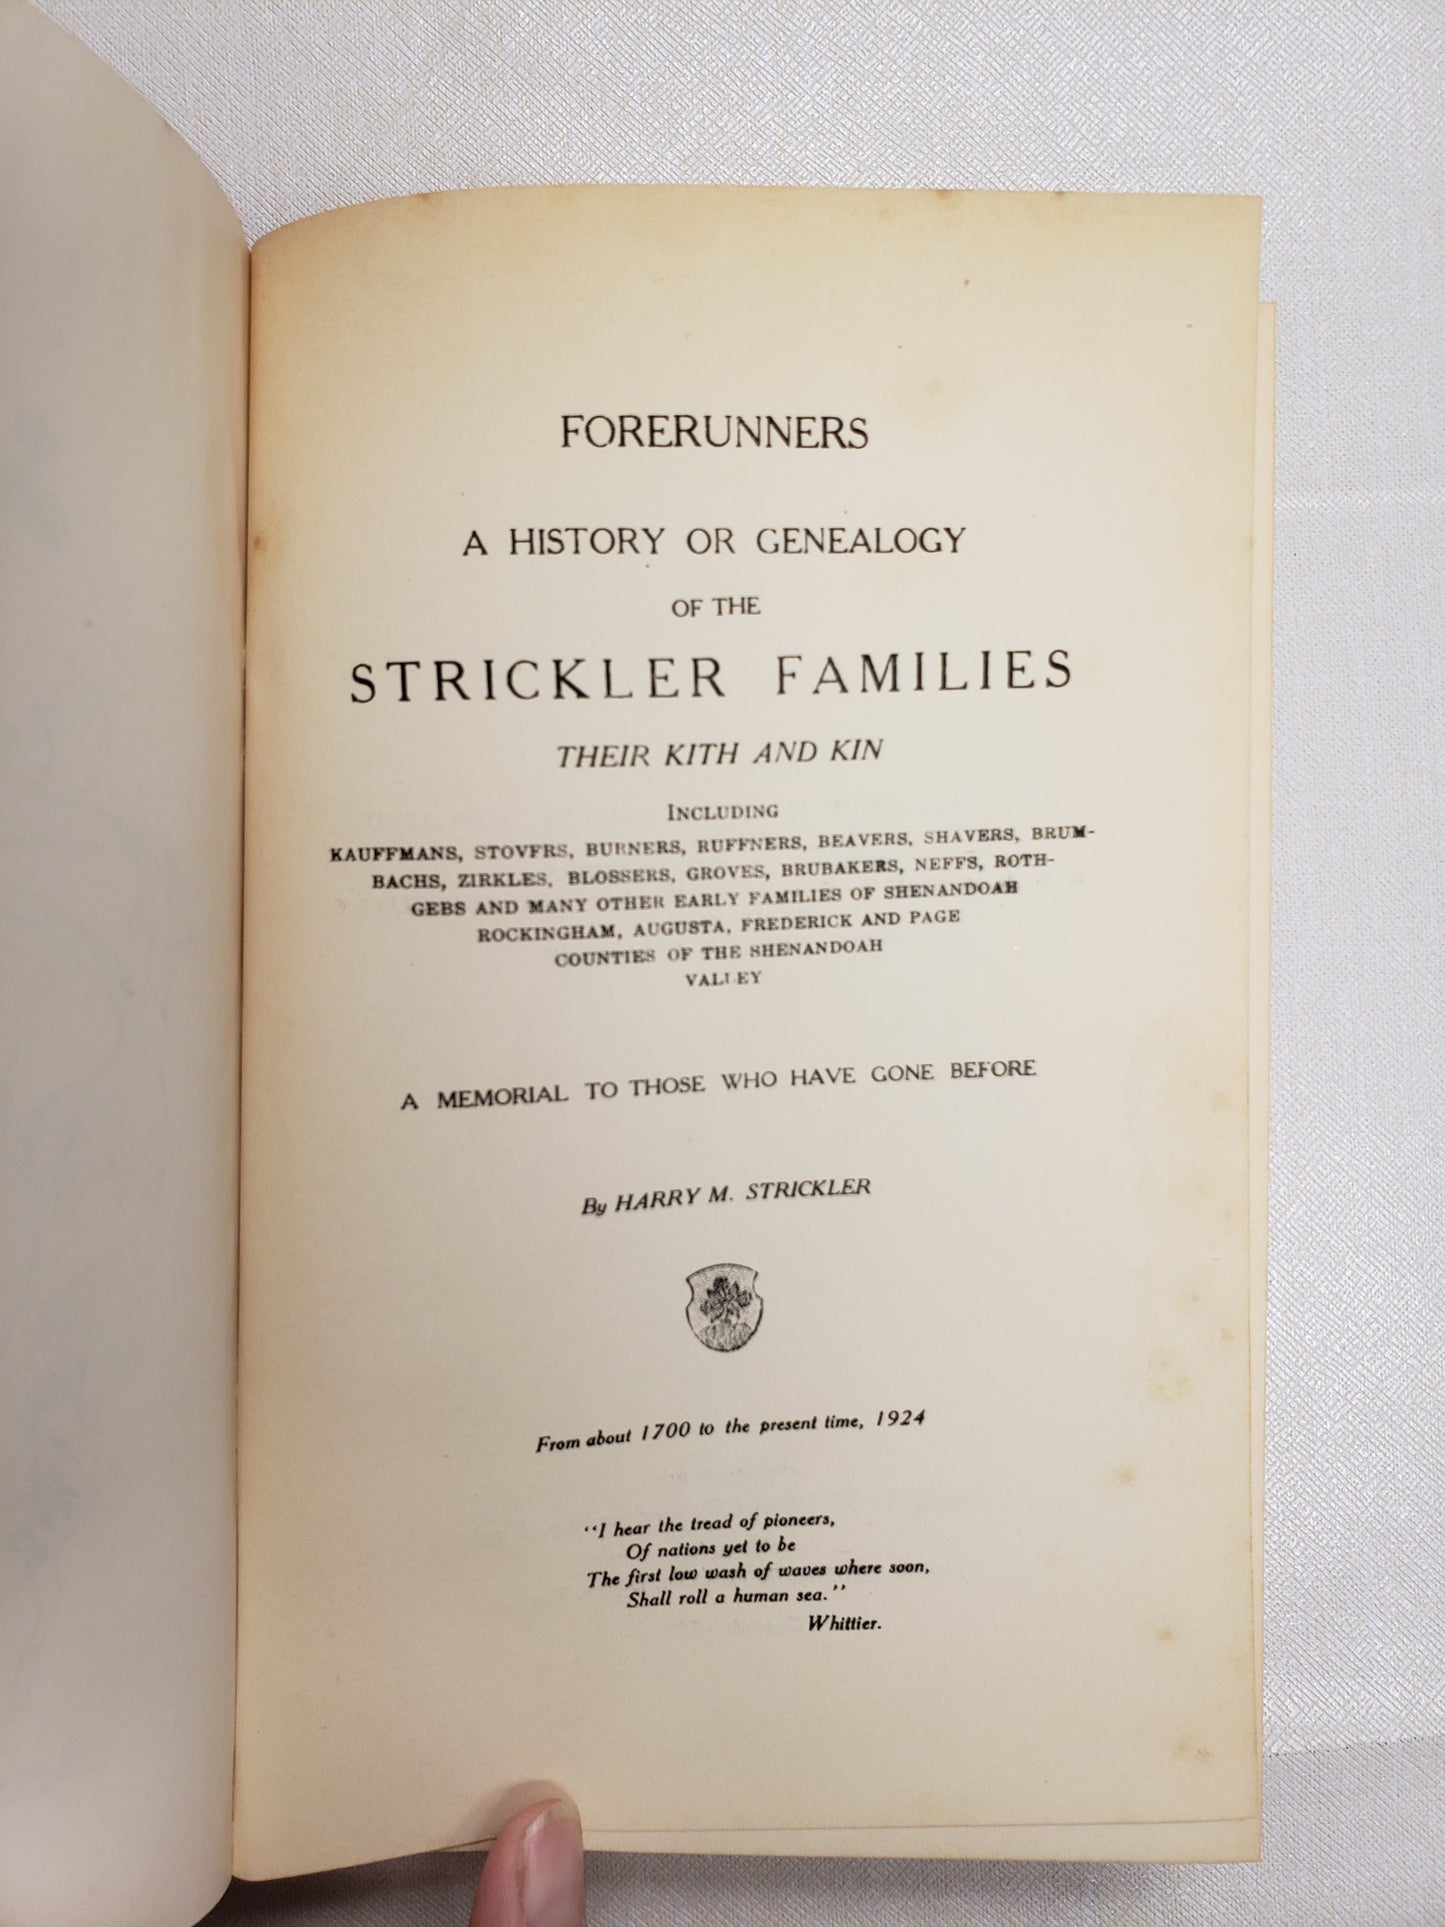 FORERUNNERS
A HISTORY OR GENEALOGY
OF THE
STRICKLER FAMILIES
THEIR KITH AND KIN
INCLUDING
KAUFFMANS, STOVERS, BURNERS, RUFFNERS, BEAVERS, SHAVERS, BRUM-
BACHS, ZIRKLES, BLOSSERS, GROVES, BRUBAKERS, NEFFS, ROTH-
GEBS AND MANY OTHER EARLY FAMILIES OF SHENANDOAH
ROCKINGHAM, AUGUSTA, FREDERICK AND PAGE
COUNTIES OF THE SHENANDOAH
VALLEY
A MEMORIAL TO THOSE WHO HAVE GONE BEFORE
By HARRY M. STRICKLER
From about 1700 to the present time, 1924
"I hear the tread of pioneers,
Of nations yet to be
The first low wash of waves where soon,
Shall roll a human sea."
Whittier.